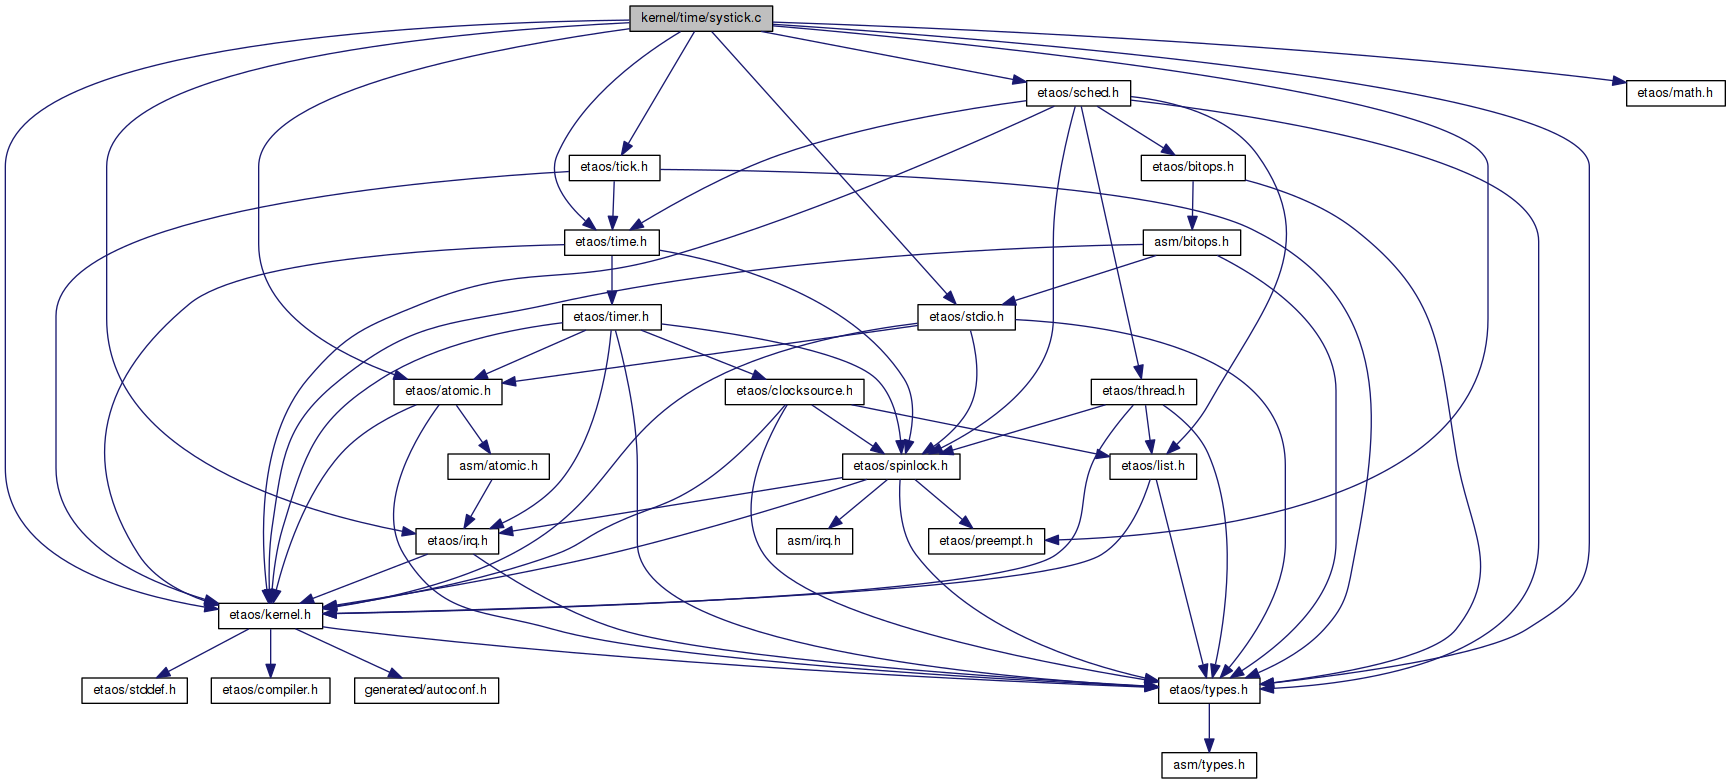 kernel/time/systick.c
etaos/sched.h
etaos/math.h
etaos/tick.h
etaos/bitops.h
etaos/time.h
asm/bitops.h
etaos/timer.h
etaos/stdio.h
etaos/atomic.h
etaos/clocksource.h
etaos/thread.h
asm/atomic.h
etaos/spinlock.h
etaos/list.h
etaos/irq.h
asm/irq.h
etaos/preempt.h
etaos/kernel.h
etaos/stddef.h
etaos/compiler.h
generated/autoconf.h
etaos/types.h
asm/types.h